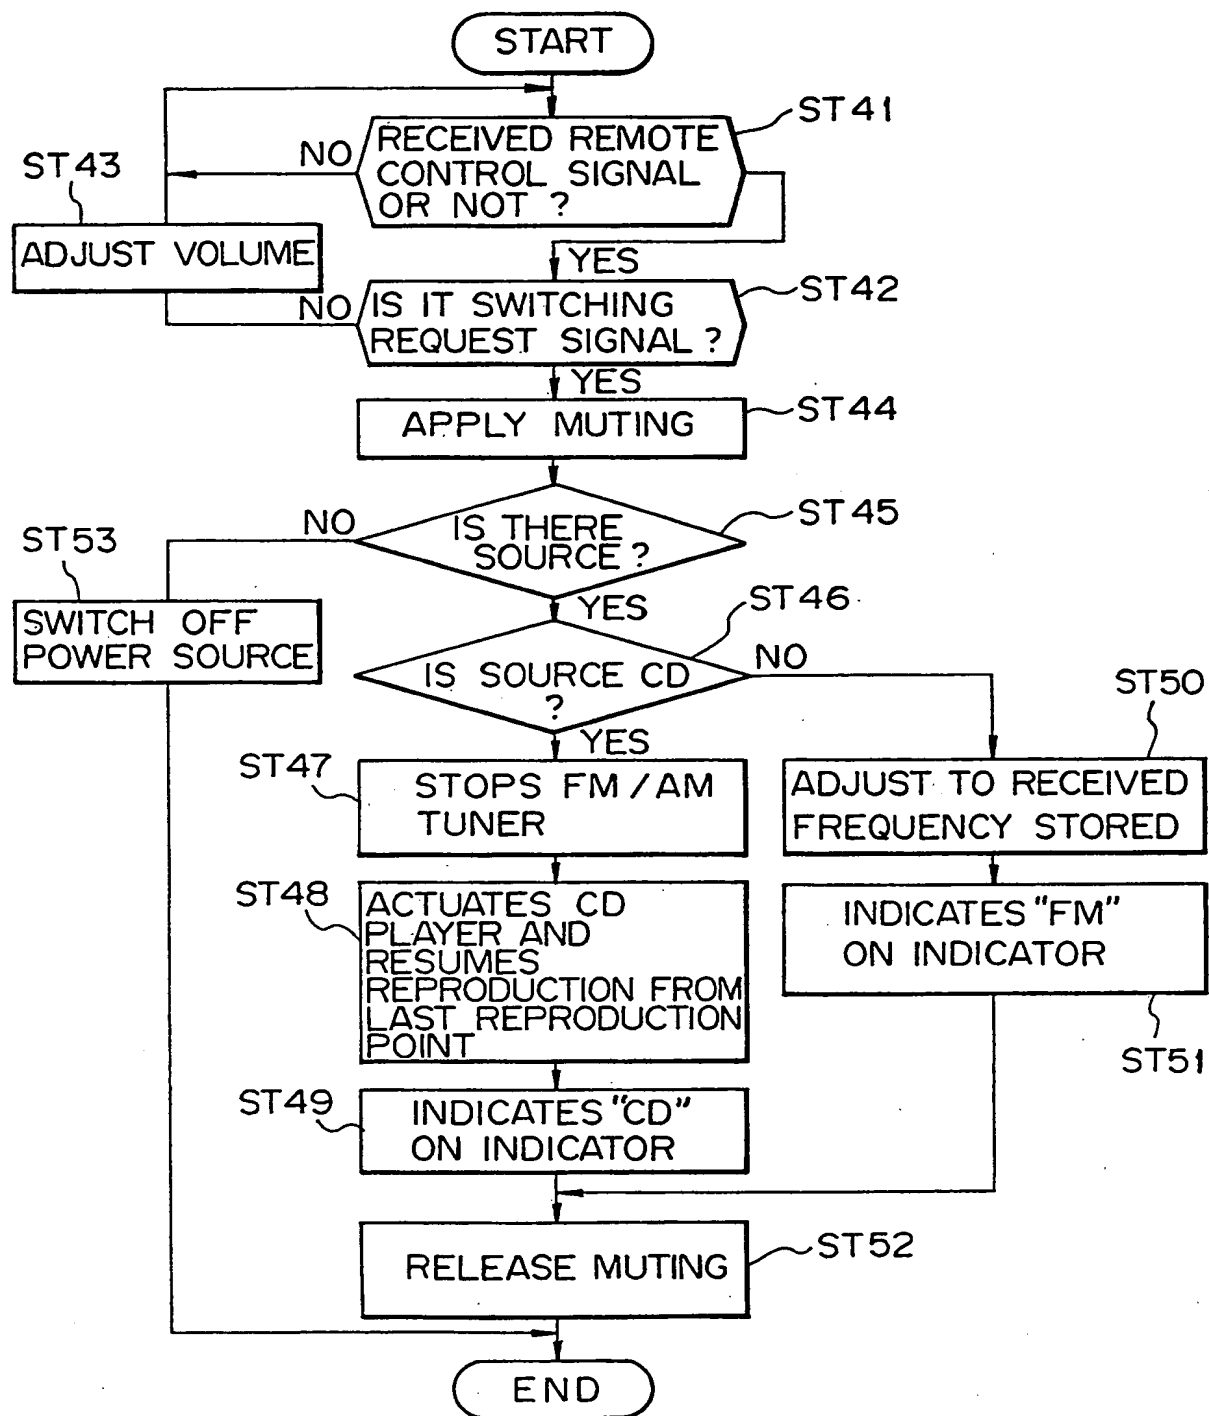 START
ST41
RECEIVED REMOTE
CONTROL SIGNAL
OR NOT ?
NO
ST43
ADJUST VOLUME
YES
ST42
IS IT SWITCHING
REQUEST SIGNAL ?
NO
YES
ST44
APPLY MUTING
ST45
IS THERE
SOURCE ?
NO
ST53
SWITCH OFF
POWER SOURCE
YES
ST46
IS SOURCE CD
?
NO
YES
ST47
STOPS FM / AM
TUNER
ST50
ADJUST TO RECEIVED
FREQUENCY STORED
ST48
ACTUATES CD
PLAYER AND
RESUMES
REPRODUCTION FROM
LAST REPRODUCTION
POINT
INDICATES "FM"
ON INDICATOR
ST51
ST49
INDICATES "CD"
ON INDICATOR
RELEASE MUTING
ST52
END